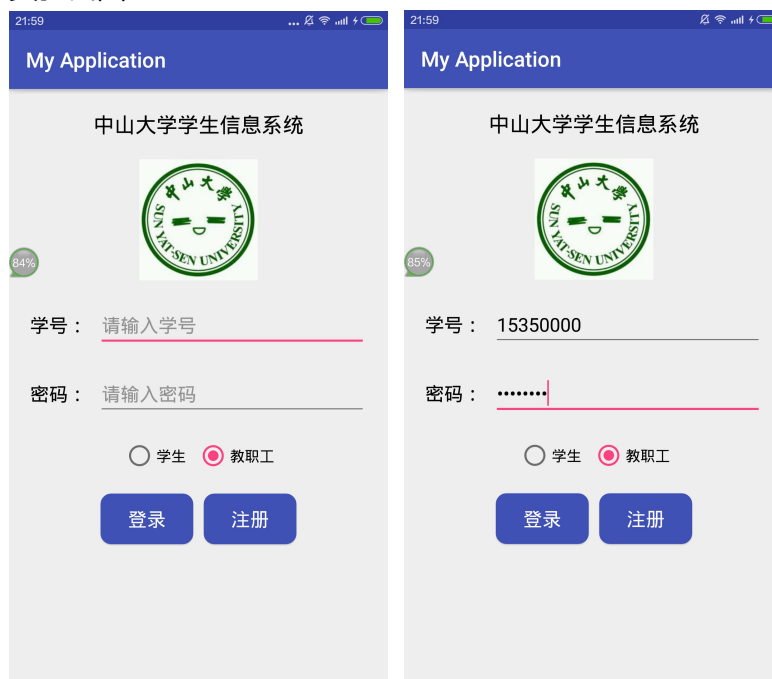 21:59
My Application
中山大学学生信息系统
中山大学
SUN YAT-SEN UNIVERSITY
84%
学号： 请输入学号
密码： 请输入密码
学生 教职工
登录 注册
21:59
My Application
中山大学学生信息系统
中山大学
SUN YAT-SEN UNIVERSITY
85%
学号： 15350000
密码： ••••••••
学生 教职工
登录 注册